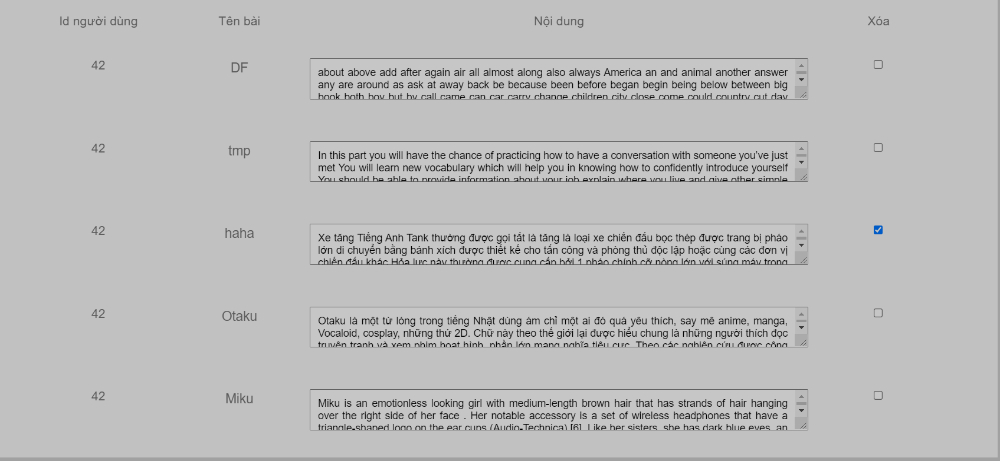 Id người dùng Tên bài Nội dung Xóa
42 DF
about above add after again air all almost along also always America an and animal another answer
any are around as ask at away back be because been before began begin being below between big
book both boy but by call came can car carry change children city close come could country cut day
42 tmp
In this part you will have the chance of practicing how to have a conversation with someone you’ve just
met You will learn new vocabulary which will help you in knowing how to confidently introduce yourself
You should be able to provide information about your job explain where you live and give other simple
42 haha
Xe tăng Tiếng Anh Tank thường được gọi tắt là tăng là loại xe chiến đấu bọc thép được trang bị pháo
lớn di chuyển bằng bánh xích được thiết kế cho tấn công và phòng thủ độc lập hoặc cùng các đơn vị
chiến đấu khác Hỏa lực này thường được cung cấp bởi 1 pháo chính cỡ nòng lớn với súng máy trong
42 Otaku
Otaku là một từ lóng trong tiếng Nhật dùng ám chỉ một ai đó quá yêu thích, say mê anime, manga,
Vocaloid, cosplay, những thứ 2D. Chữ này theo thế giới lại được hiểu chung là những người thích đọc
truyện tranh và xem phim hoạt hình, phần lớn mang nghĩa tiêu cực. Theo các nghiên cứu được công
42 Miku
Miku is an emotionless looking girl with medium-length brown hair that has strands of hair hanging
over the right side of her face . Her notable accessory is a set of wireless headphones that have a
triangle-shaped logo on the ear cups (Audio-Technica) [6]. Like her sisters, she has dark blue eyes, an